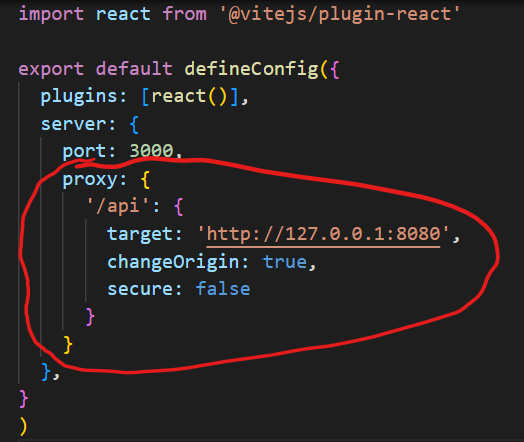 import react from '@vitejs/plugin-react'
export default defineConfig({
plugins: [react()],
server: {
port: 3000,
proxy: {
'/api': {
target: 'http://127.0.0.1:8080',
changeOrigin: true,
secure: false
}
}
},
}
)